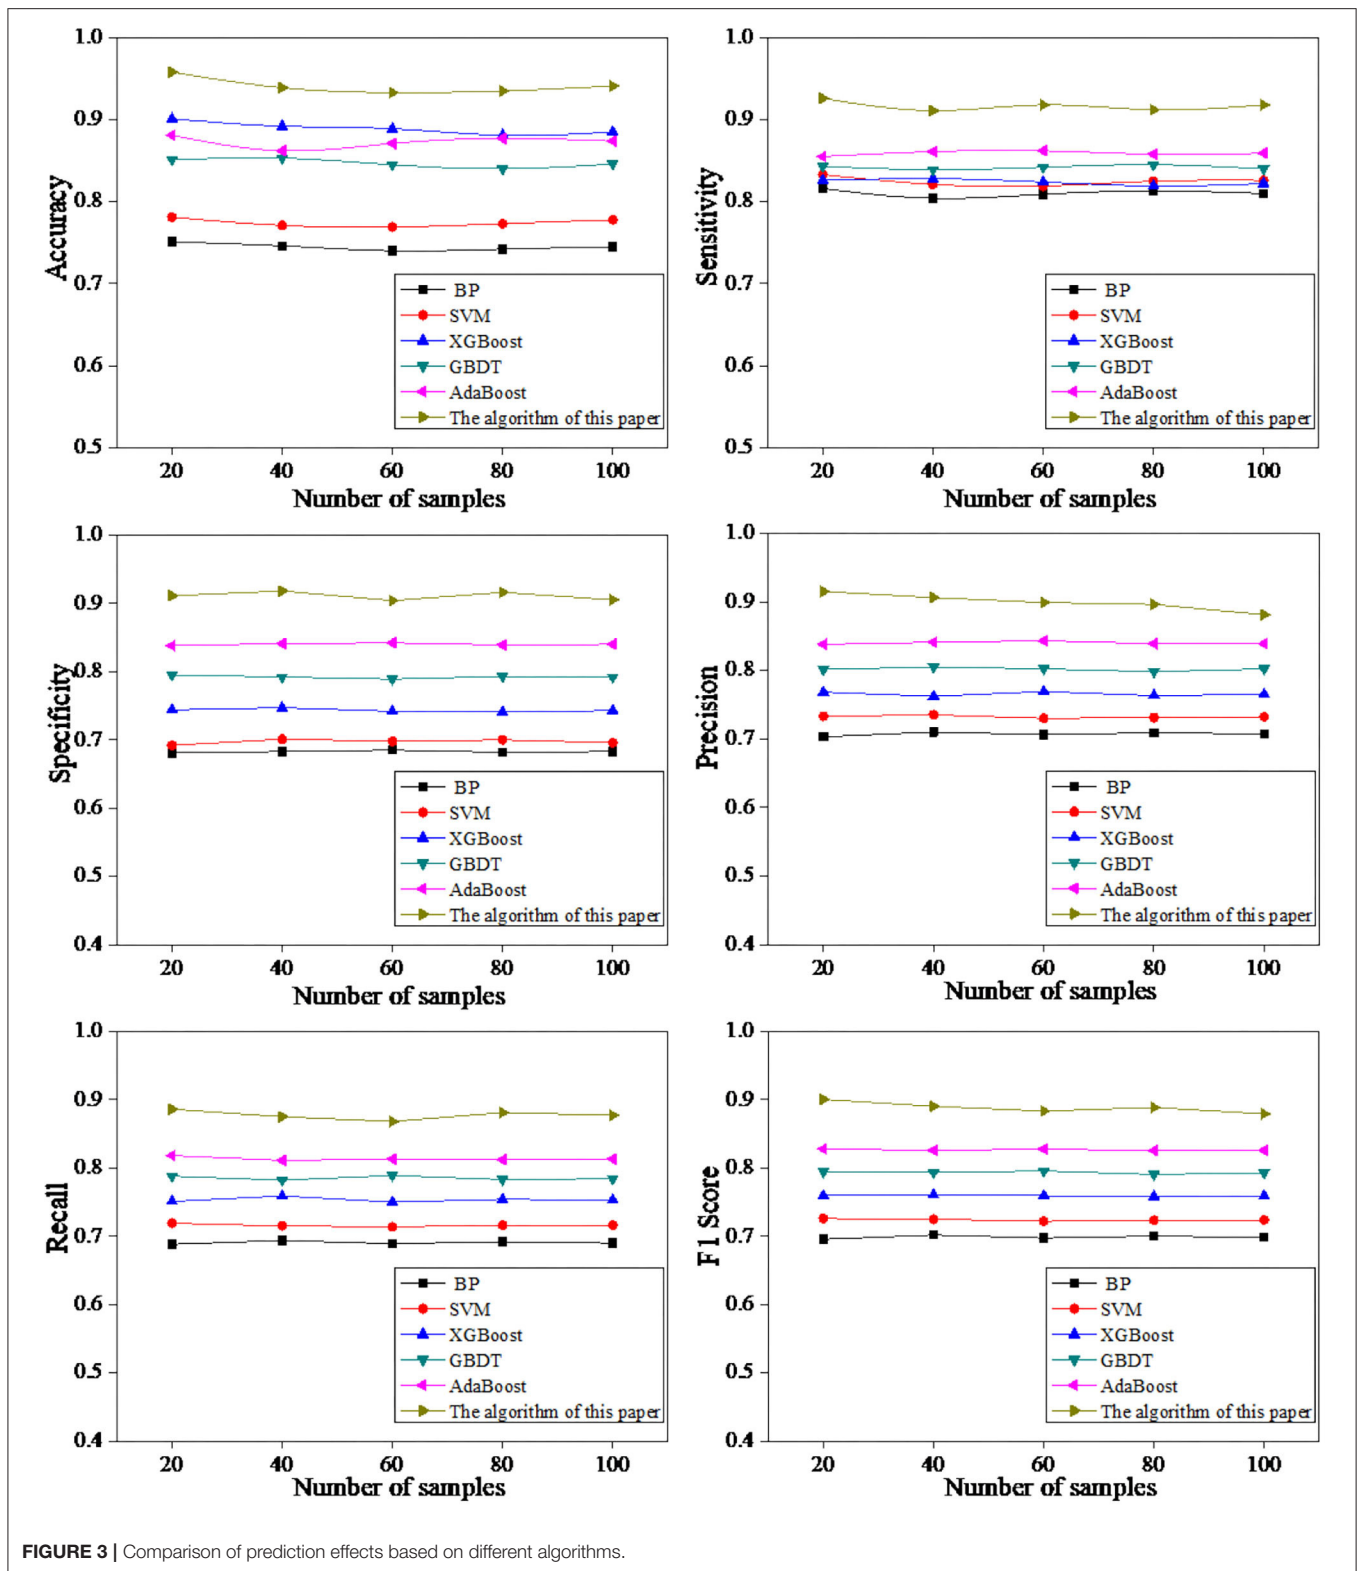 1.0
0.9
0.8
0.7
0.6
0.5
Accuracy
20 40 60 80 100
Number of samples
BP
SVM
XGBoost
GBDT
AdaBoost
The algorithm of this paper
1.0
0.9
0.8
0.7
0.6
0.5
Sensitivity
20 40 60 80 100
Number of samples
BP
SVM
XGBoost
GBDT
AdaBoost
The algorithm of this paper
1.0
0.9
0.8
0.7
0.6
0.5
0.4
Specificity
20 40 60 80 100
Number of samples
BP
SVM
XGBoost
GBDT
AdaBoost
The algorithm of this paper
1.0
0.9
0.8
0.7
0.6
0.5
0.4
Precision
20 40 60 80 100
Number of samples
BP
SVM
XGBoost
GBDT
AdaBoost
The algorithm of this paper
1.0
0.9
0.8
0.7
0.6
0.5
0.4
Recall
20 40 60 80 100
Number of samples
BP
SVM
XGBoost
GBDT
AdaBoost
The algorithm of this paper
1.0
0.9
0.8
0.7
0.6
0.5
0.4
F1 Score
20 40 60 80 100
Number of samples
BP
SVM
XGBoost
GBDT
AdaBoost
The algorithm of this paper
FIGURE 3 | Comparison of prediction effects based on different algorithms.